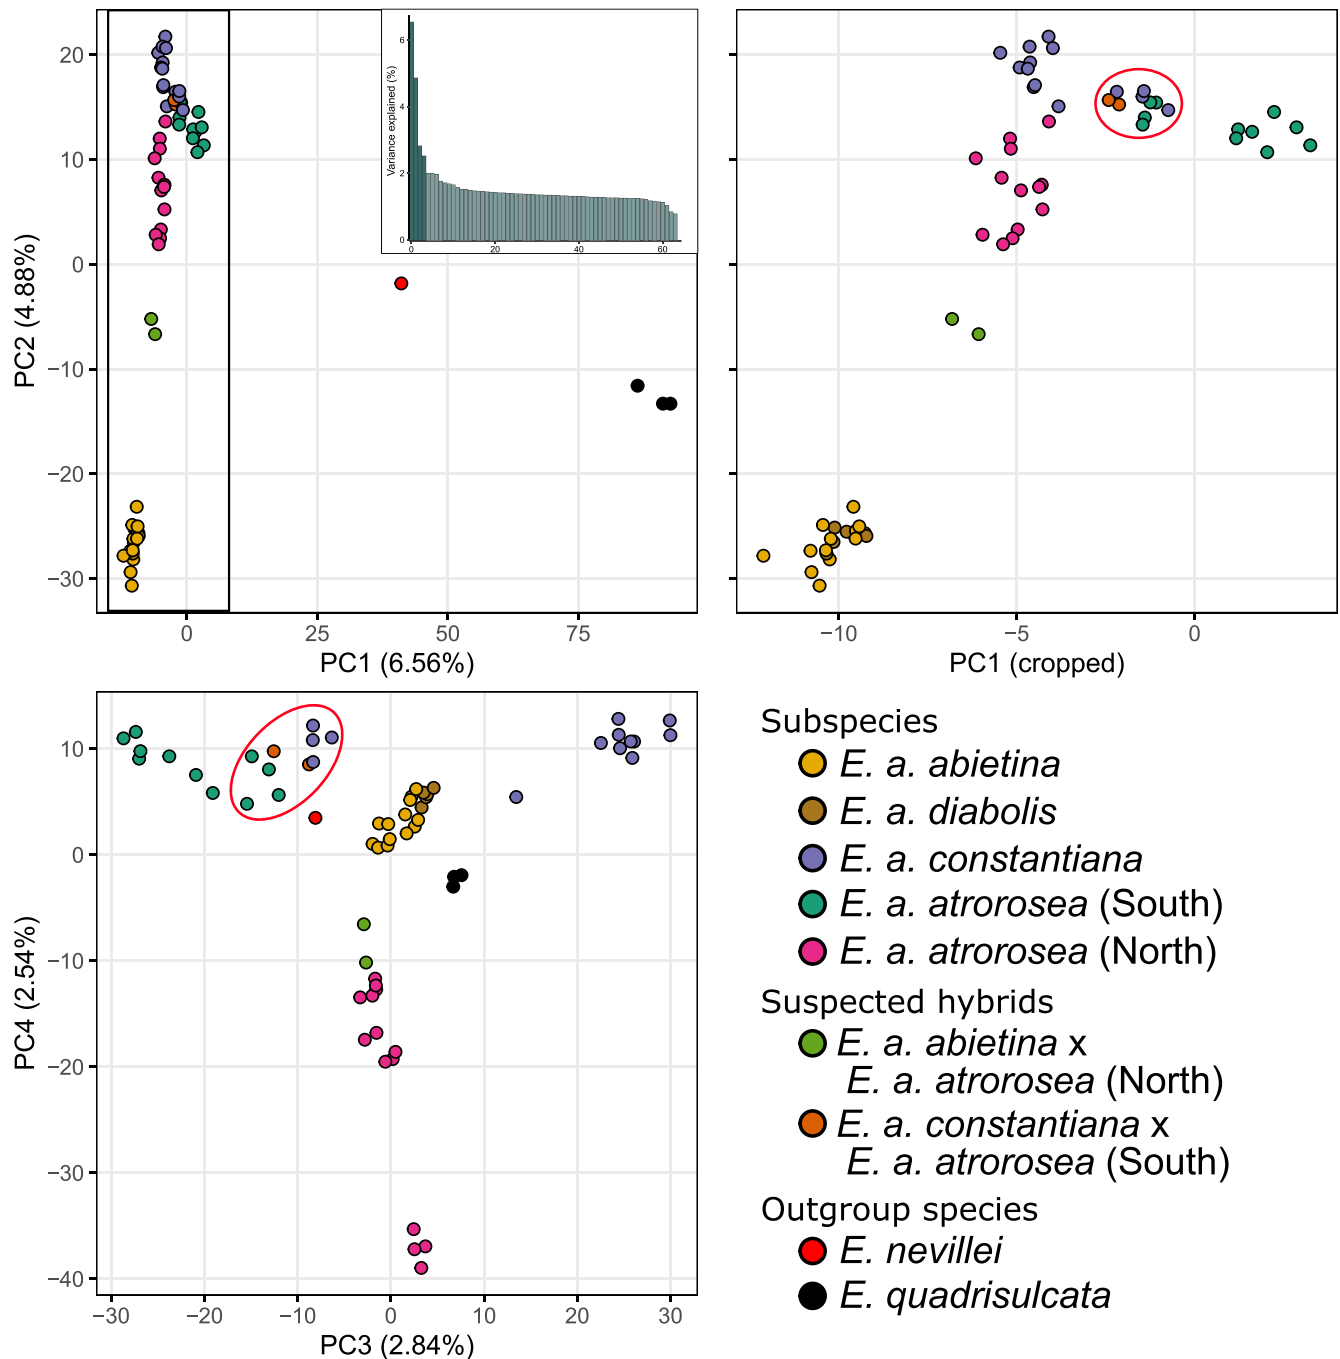 20
10
0
−10
−20
−30
PC2 (4.88%)
0
25
50
75
PC1 (6.56%)
Variance explained (%)
6
4
2
0
0
20
40
60
−10
−5
0
PC1 (cropped)
10
0
−10
−20
−30
−40
PC4 (2.54%)
−30
−20
−10
0
10
20
30
PC3 (2.84%)
Subspecies
E. a. abietina
E. a. diabolis
E. a. constantiana
E. a. atrorosea (South)
E. a. atrorosea (North)
Suspected hybrids
E. a. abietina x
E. a. atrorosea (North)
E. a. constantiana x
E. a. atrorosea (South)
Outgroup species
E. nevillei
E. quadrisulcata